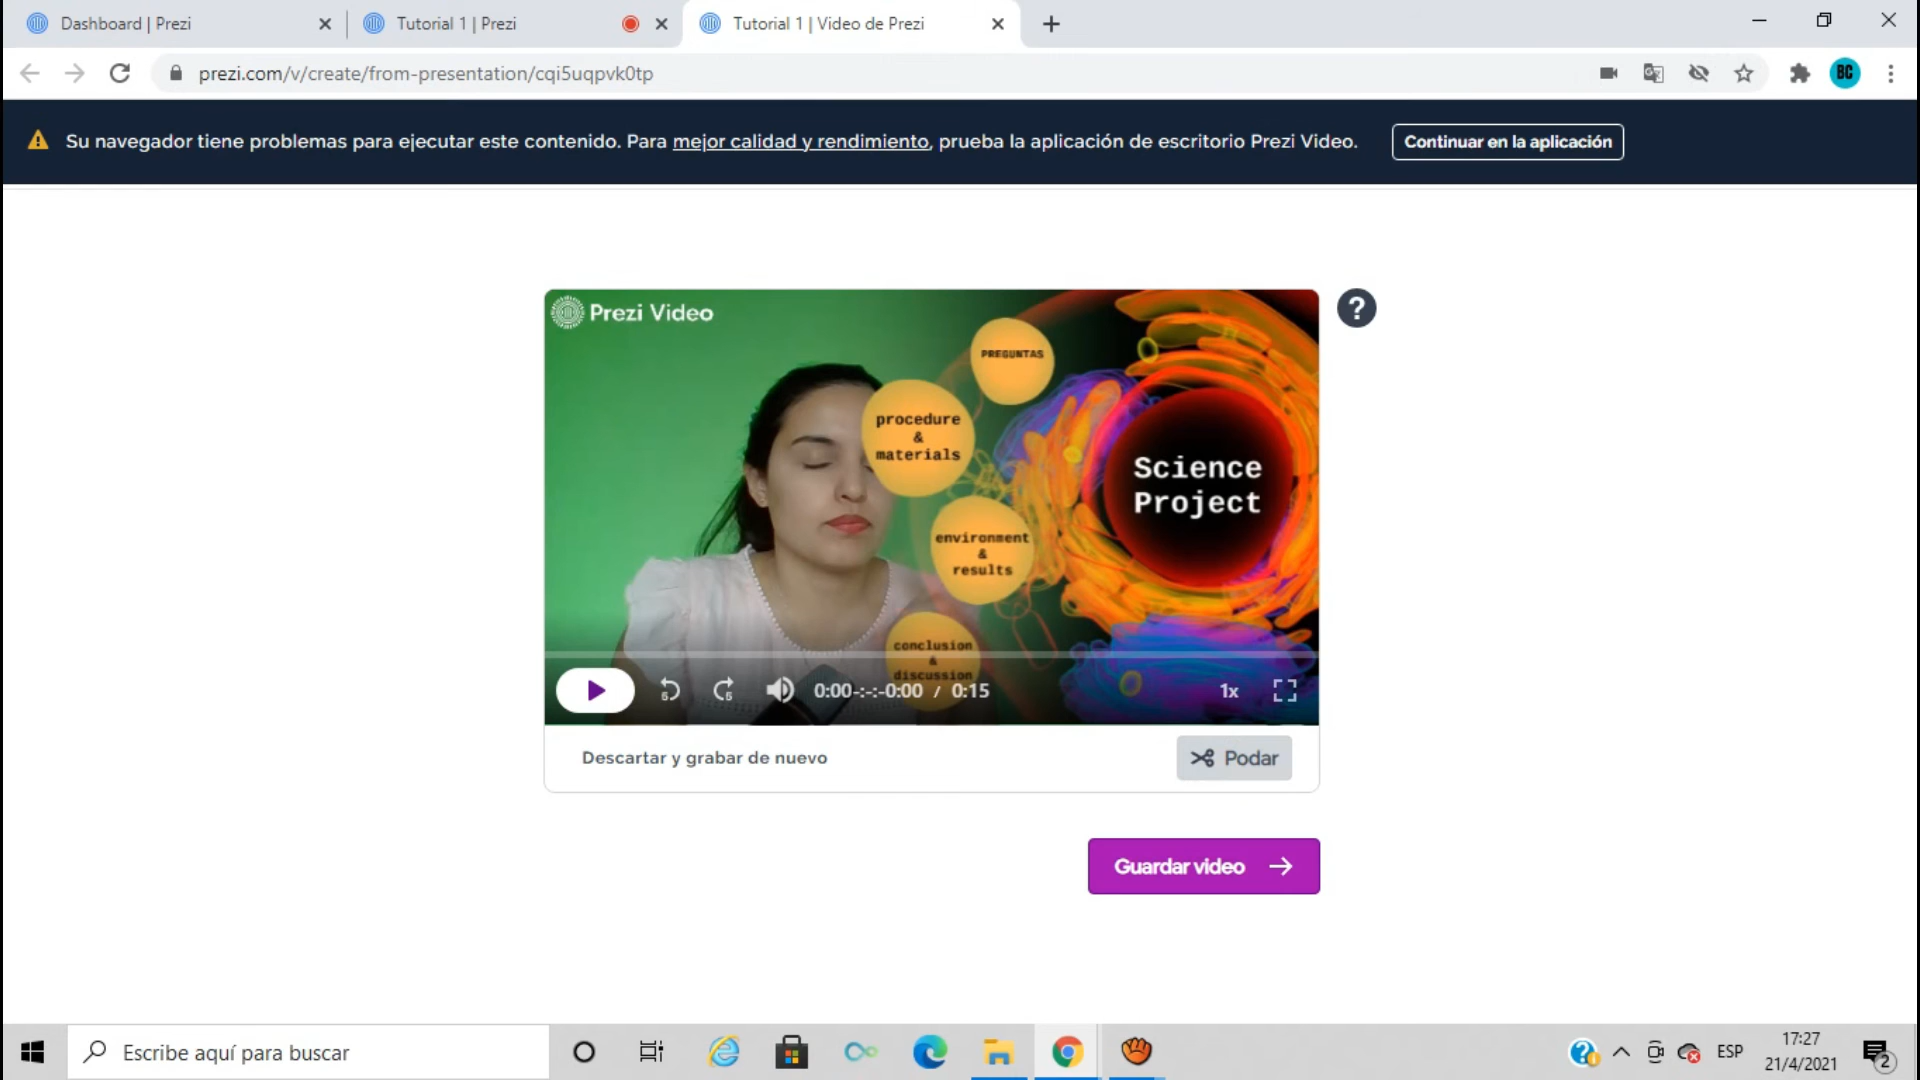 Dashboard | Prezi
Tutorial 1 | Prezi
Tutorial 1 | Video de Prezi
prezi.com/v/create/from-presentation/cqi5uqpvk0tp
BC
Su navegador tiene problemas para ejecutar este contenido. Para mejor calidad y rendimiento, prueba la aplicación de escritorio Prezi Video.
Continuar en la aplicación
Prezi Video
?
PREGUNTAS
procedure
&
materials
Science
Project
environment
&
results
conclusion
&
discussion
5
5
0:00-:-:-0:00 / 0:15
1x
Descartar y grabar de nuevo
Podar
Guardar video
Escribe aquí para buscar
ESP
17:27
21/4/2021
2